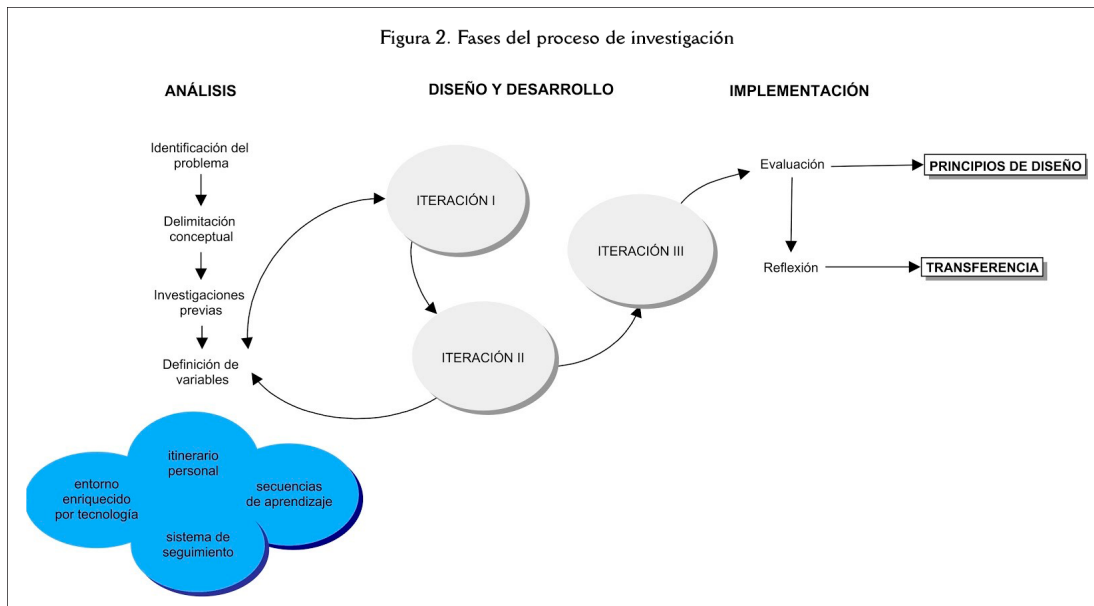 Figura 2. Fases del proceso de investigación
ANÁLISIS
DISEÑO Y DESARROLLO
IMPLEMENTACIÓN
Identificación del
problema
Delimitación
conceptual
Investigaciones
previas
Definición de
variables
itinerario
personal
entorno
enriquecido
por tecnología
secuencias
de aprendizaje
sistema de
seguimiento
ITERACIÓN I
ITERACIÓN II
ITERACIÓN III
Evaluación
PRINCIPIOS DE DISEÑO
Reflexión
TRANSFERENCIA